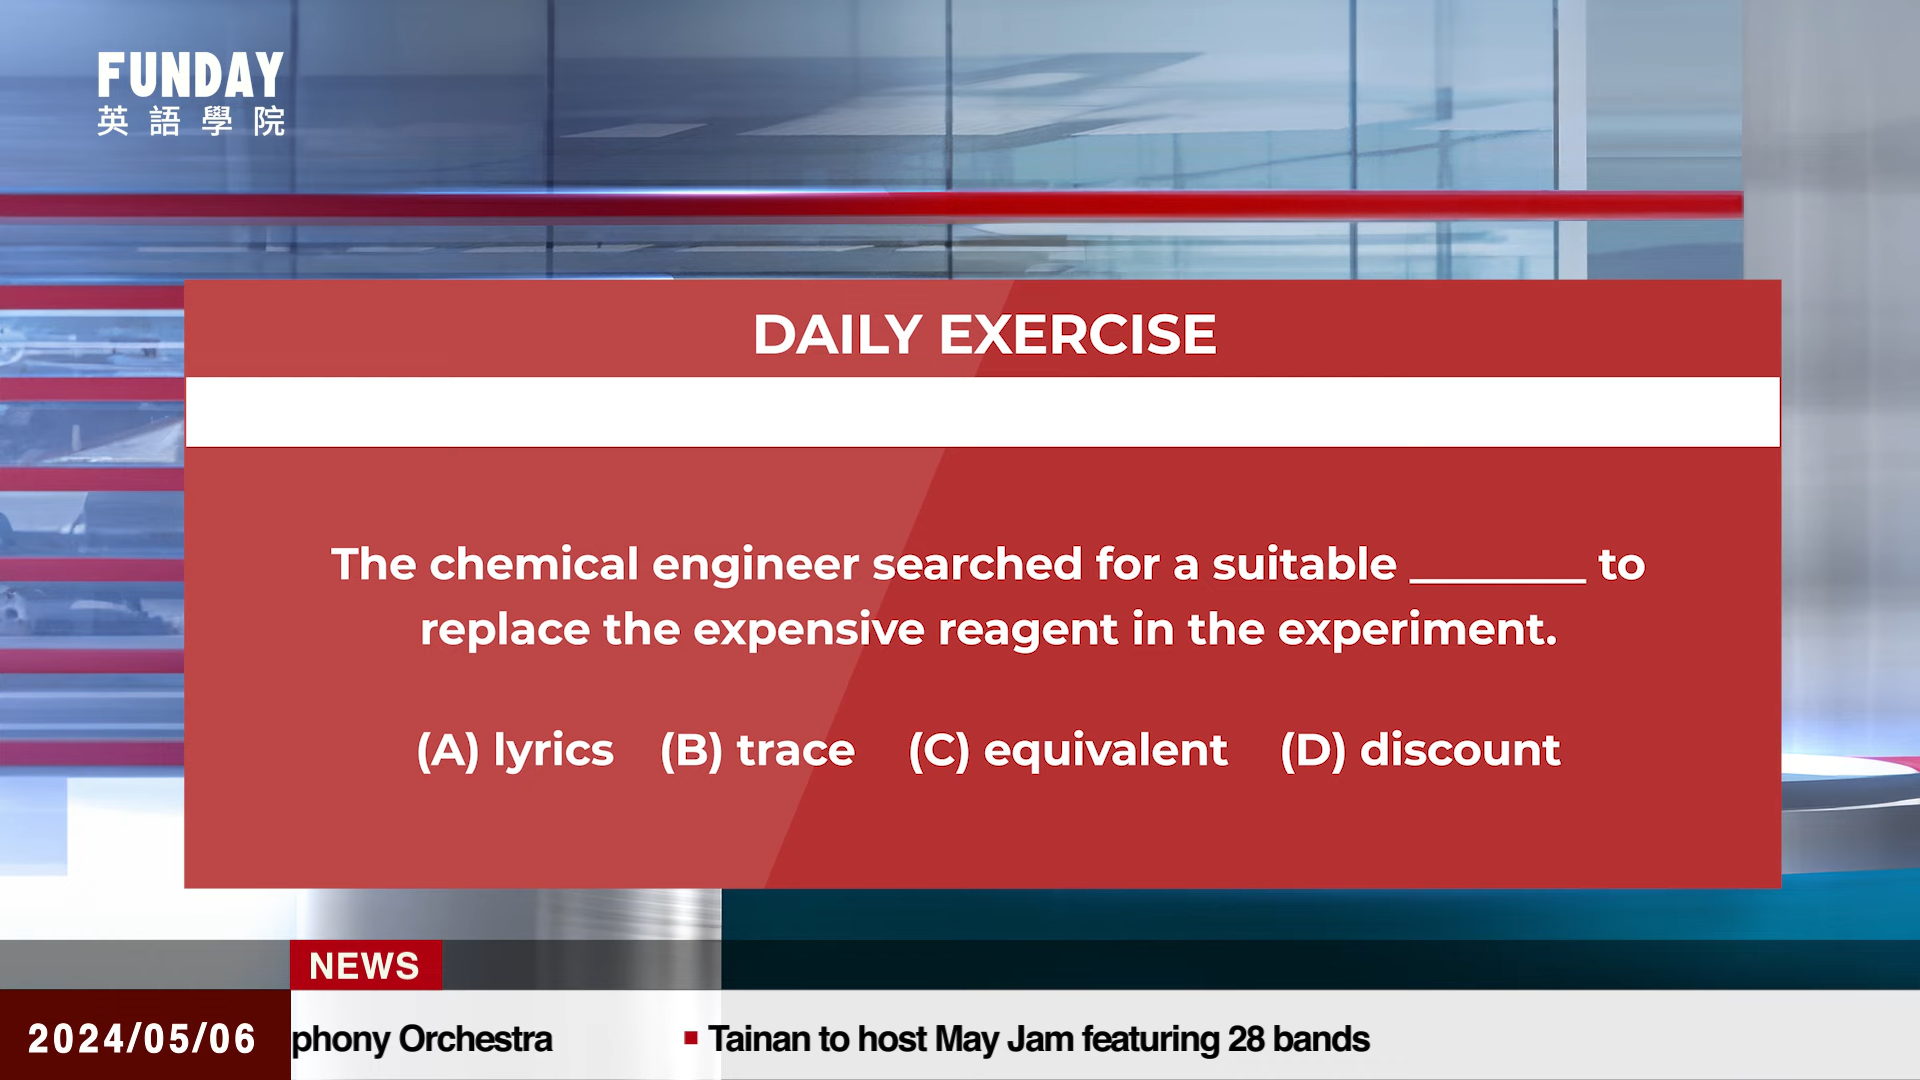 FUNDAY
英語學院
DAILY EXERCISE
The chemical engineer searched for a suitable ________ to
replace the expensive reagent in the experiment.
(A) lyrics (B) trace (C) equivalent (D) discount
NEWS
2024/05/06
phony Orchestra ▪ Tainan to host May Jam featuring 28 bands